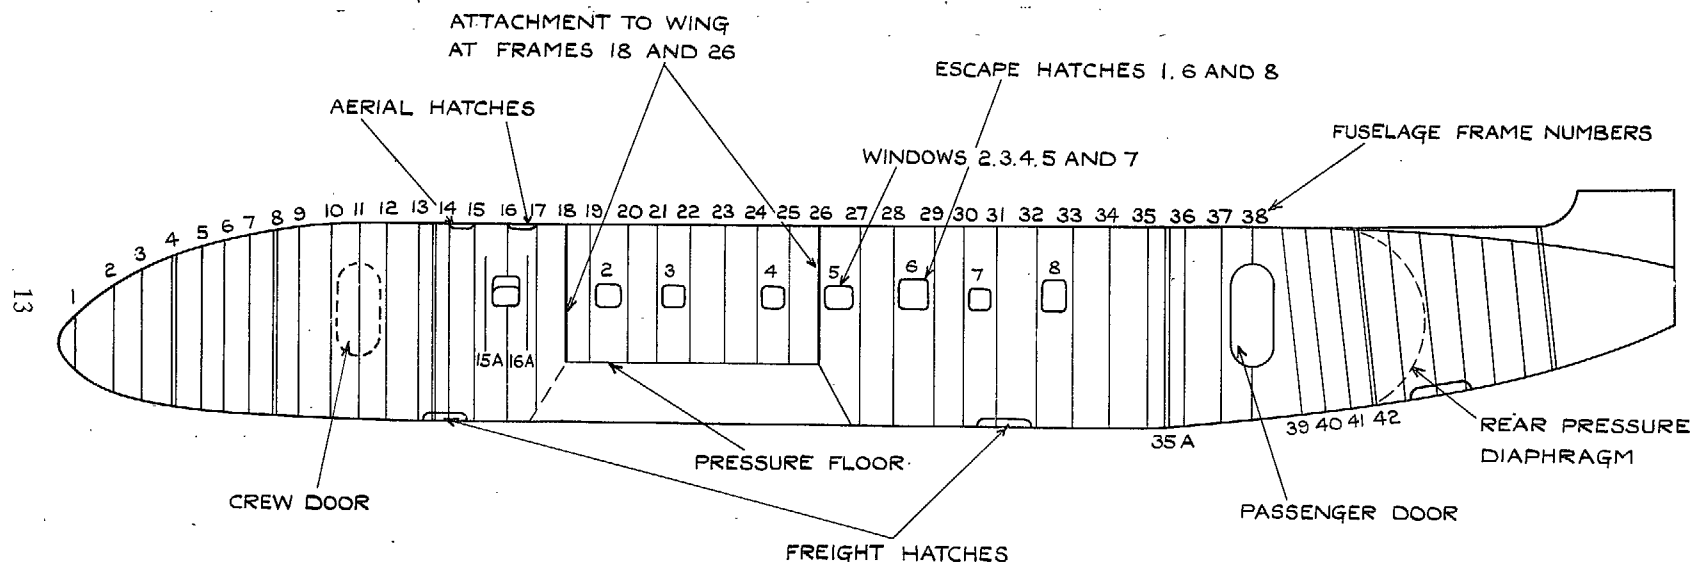 ATTACHMENT TO WING
AT FRAMES 18 AND 26
ESCAPE HATCHES 1. 6 AND 8
AERIAL HATCHES
FUSELAGE FRAME NUMBERS
WINDOWS 2.3.4.5 AND 7
1 2 3 4 5 6 7 8 9 10 11 12 13 14 15 16 17 18 19 20 21 22 23 24 25 26 27 28 29 30 31 32 33 34 35 36 37 38
2 3 4 5 6 7 8
13
15A 16A
39 40 41 42
35A
REAR PRESSURE
DIAPHRAGM
PRESSURE FLOOR
CREW DOOR
PASSENGER DOOR
FREIGHT HATCHES